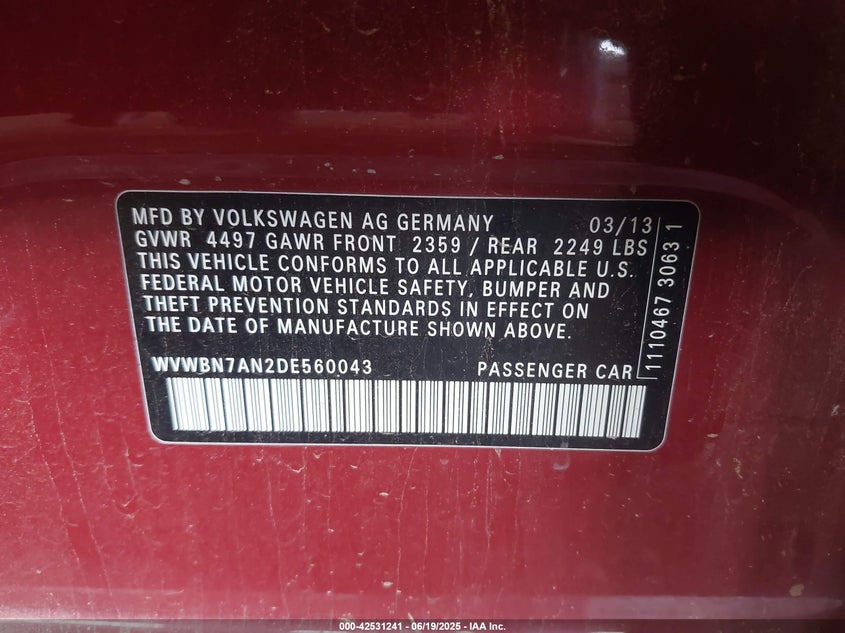 MFD BY VOLKSWAGEN AG GERMANY 03/13
GVWR 4497 GAWR FRONT 2359 / REAR 2249 LBS
THIS VEHICLE CONFORMS TO ALL APPLICABLE U.S.
FEDERAL MOTOR VEHICLE SAFETY, BUMPER AND
THEFT PREVENTION STANDARDS IN EFFECT ON
THE DATE OF MANUFACTURE SHOWN ABOVE.
WVWBN7AN2DE560043 PASSENGER CAR
1110467 3063 1
000-42531241 - 06/19/2025 - IAA Inc.